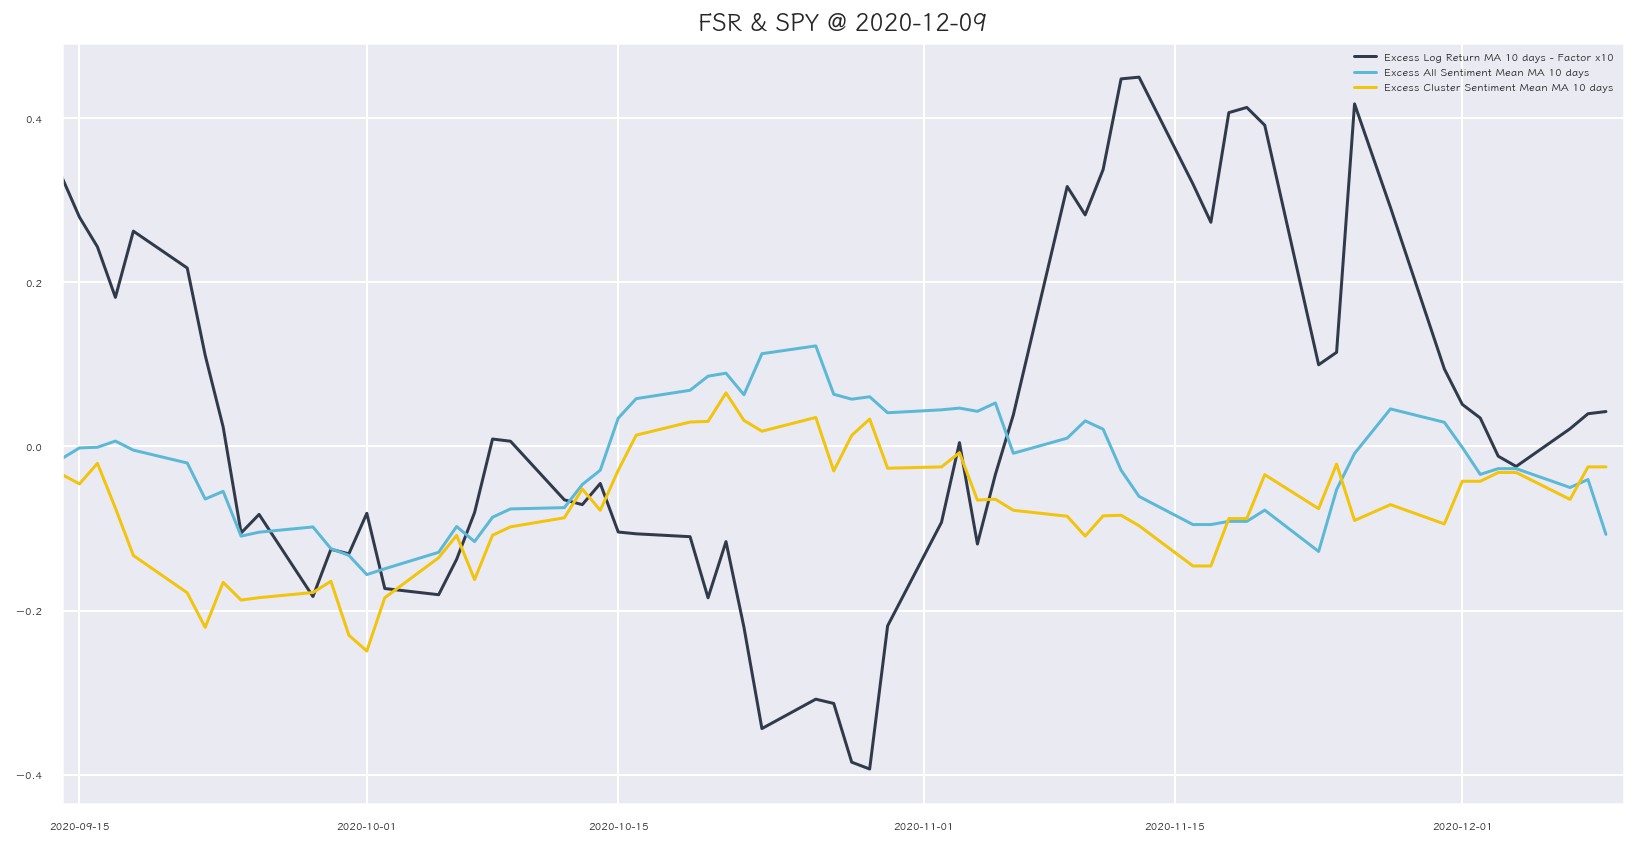 FSR & SPY @ 2020-12-09
Excess Log Return MA 10 days - Factor x10
Excess All Sentiment Mean MA 10 days
Excess Cluster Sentiment Mean MA 10 days
0.4
0.2
0.0
−0.2
−0.4
2020-09-15 2020-10-01 2020-10-15 2020-11-01 2020-11-15 2020-12-01